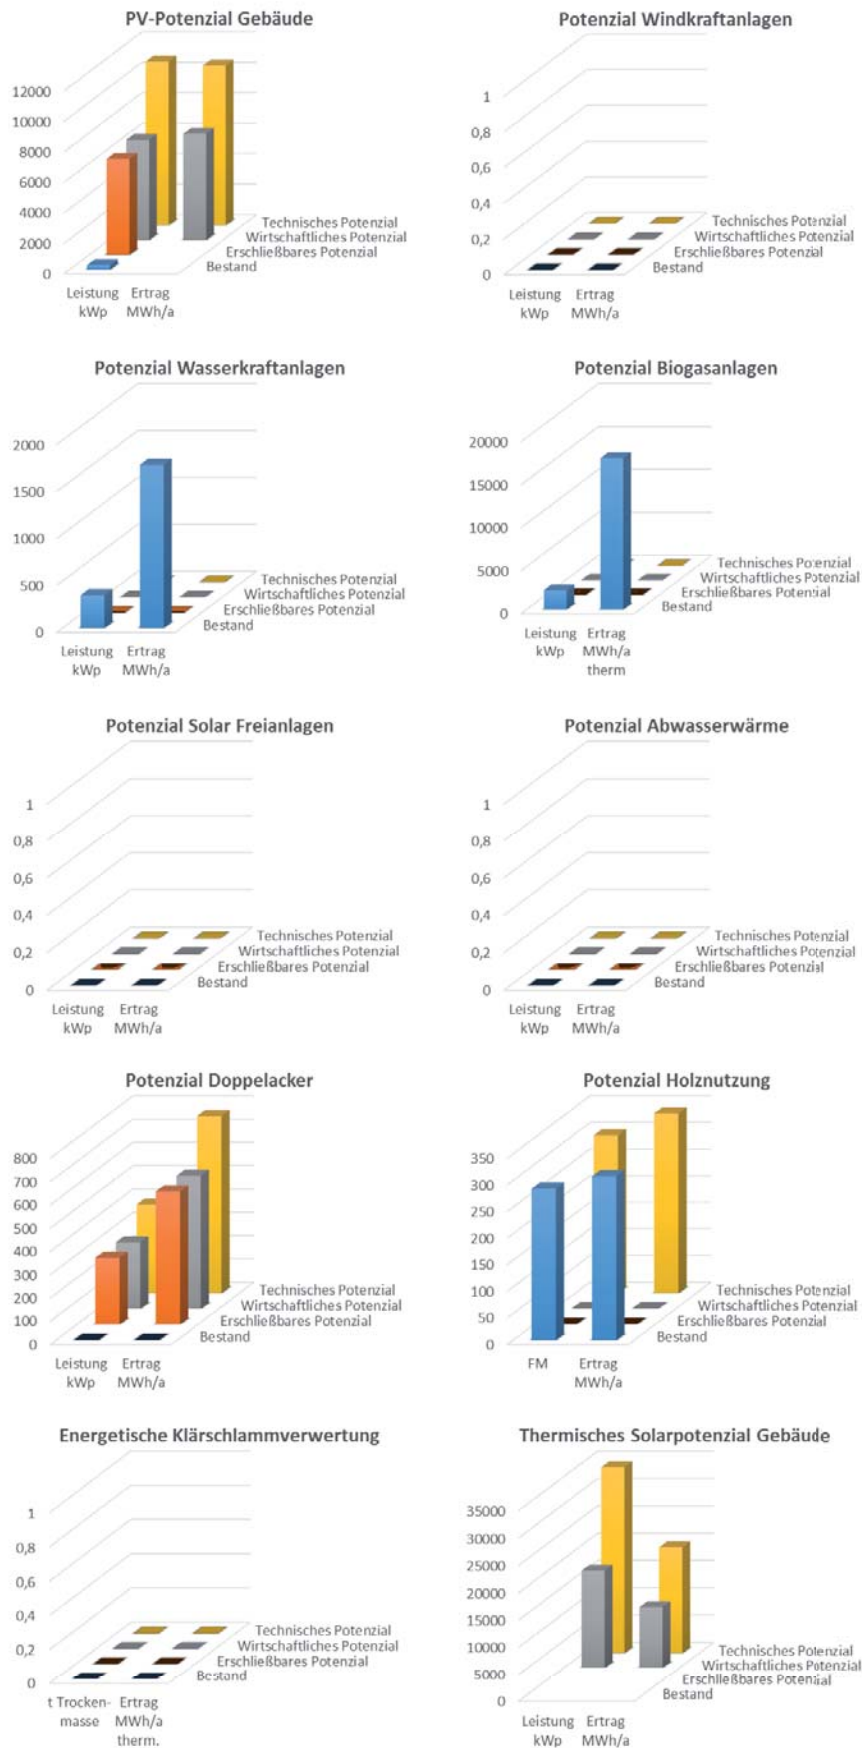 PV-Potenzial Gebäude
12000
10000
8000
6000
4000
2000
0
Technisches Potenzial
Wirtschaftliches Potenzial
Erschließbares Potenzial
Bestand
Leistung Ertrag
kWp MWh/a
Potenzial Windkraftanlagen
1
0,8
0,6
0,4
0,2
0
Technisches Potenzial
Wirtschaftliches Potenzial
Erschließbares Potenzial
Bestand
Leistung Ertrag
kWp MWh/a
Potenzial Wasserkraftanlagen
2000
1500
1000
500
0
Technisches Potenzial
Wirtschaftliches Potenzial
Erschließbares Potenzial
Bestand
Leistung Ertrag
kWp MWh/a
Potenzial Biogasanlagen
20000
15000
10000
5000
0
Technisches Potenzial
Wirtschaftliches Potenzial
Erschließbares Potenzial
Bestand
Leistung Ertrag
kWp MWh/a
therm
Potenzial Solar Freianlagen
1
0,8
0,6
0,4
0,2
0
Technisches Potenzial
Wirtschaftliches Potenzial
Erschließbares Potenzial
Bestand
Leistung Ertrag
kWp MWh/a
Potenzial Abwasserwärme
1
0,8
0,6
0,4
0,2
0
Technisches Potenzial
Wirtschaftliches Potenzial
Erschließbares Potenzial
Bestand
Leistung Ertrag
kWp MWh/a
Potenzial Doppelacker
800
700
600
500
400
300
200
100
0
Technisches Potenzial
Wirtschaftliches Potenzial
Erschließbares Potenzial
Bestand
Leistung Ertrag
kWp MWh/a
Potenzial Holznutzung
350
300
250
200
150
100
50
0
Technisches Potenzial
Wirtschaftliches Potenzial
Erschließbares Potenzial
Bestand
FM Ertrag
MWh/a
Energetische Klärschlammverwertung
1
0,8
0,6
0,4
0,2
0
Technisches Potenzial
Wirtschaftliches Potenzial
Erschließbares Potenzial
Bestand
t Trocken- Ertrag
masse MWh/a
therm.
Thermisches Solarpotenzial Gebäude
35000
30000
25000
20000
15000
10000
5000
0
Technisches Potenzial
Wirtschaftliches Potenzial
Erschließbares Potenzial
Bestand
Leistung Ertrag
kWp MWh/a